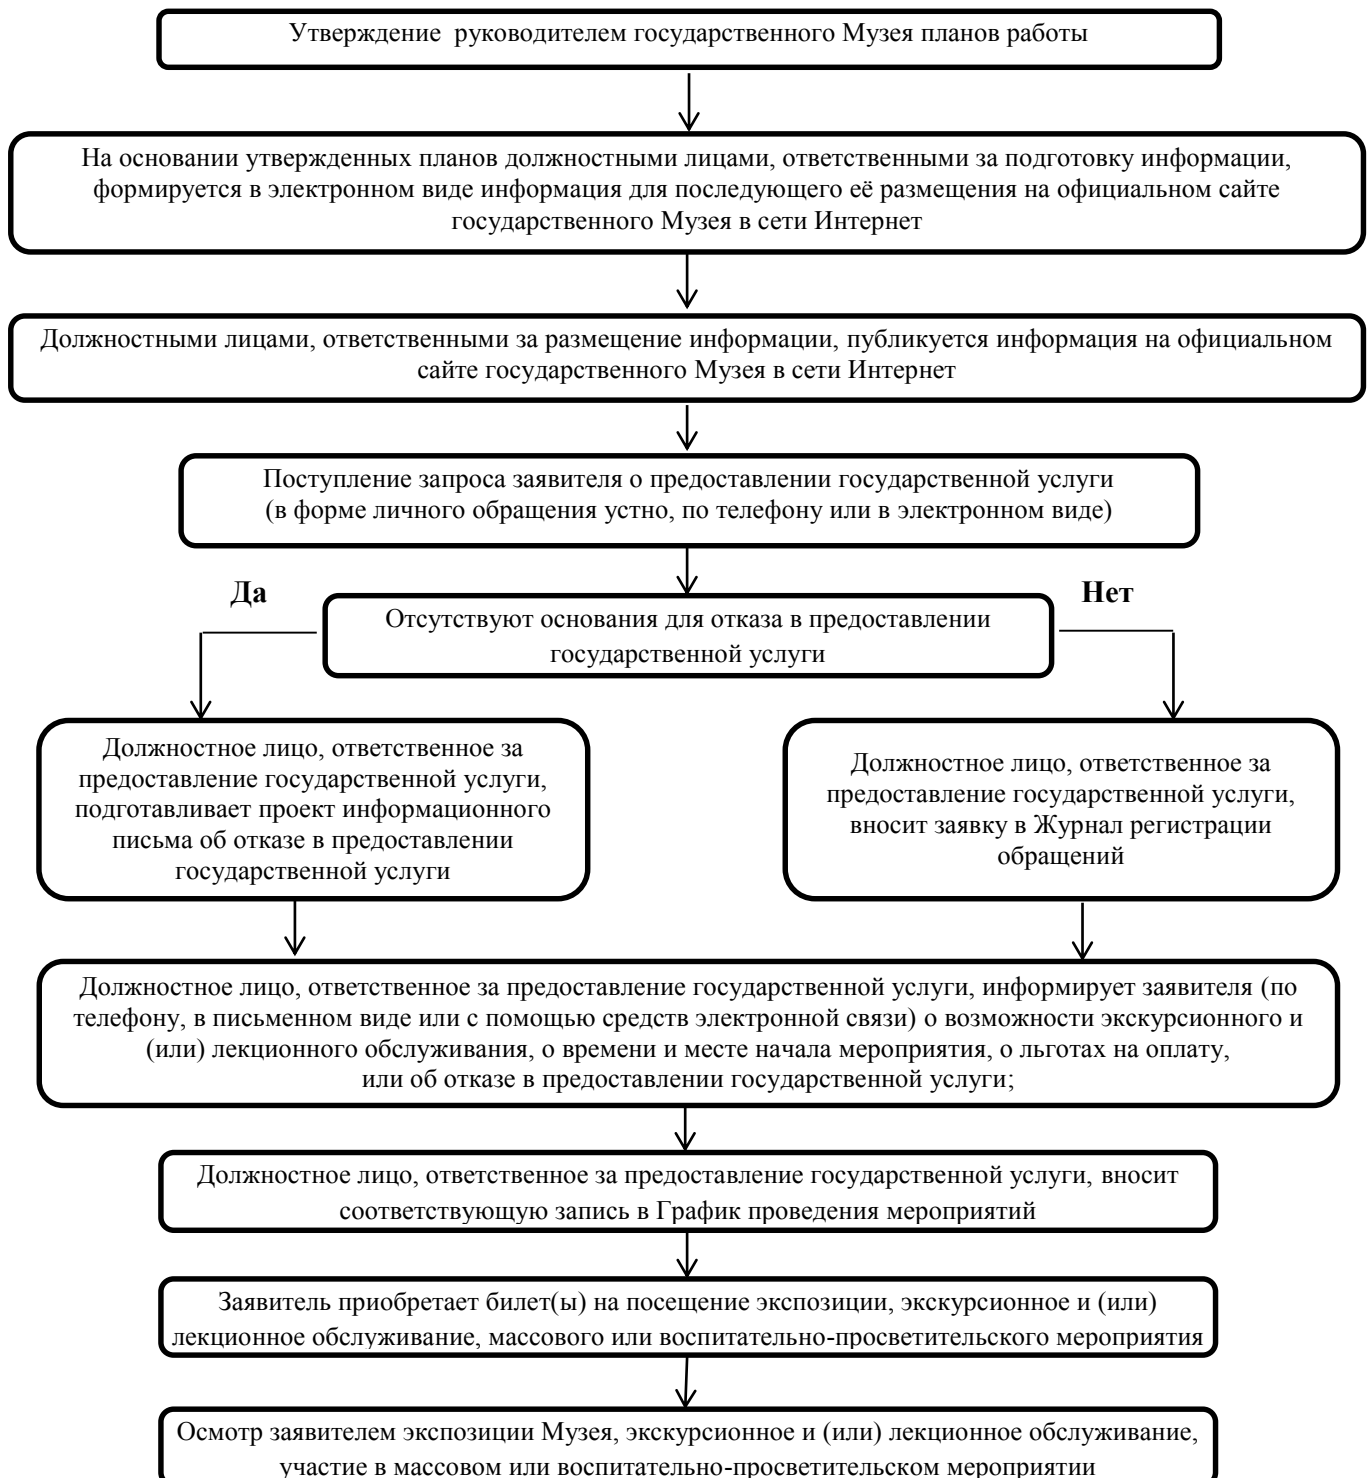 Утверждение руководителем государственного Музея планов работы
На основании утвержденных планов должностными лицами, ответственными за подготовку информации,
формируется в электронном виде информация для последующего её размещения на официальном сайте
государственного Музея в сети Интернет
Должностными лицами, ответственными за размещение информации, публикуется информация на официальном
сайте государственного Музея в сети Интернет
Поступление запроса заявителя о предоставлении государственной услуги
(в форме личного обращения устно, по телефону или в электронном виде)
Да
Нет
Отсутствуют основания для отказа в предоставлении
государственной услуги
Должностное лицо, ответственное за
предоставление государственной услуги,
подготавливает проект информационного
письма об отказе в предоставлении
государственной услуги
Должностное лицо, ответственное за
предоставление государственной услуги,
вносит заявку в Журнал регистрации
обращений
Должностное лицо, ответственное за предоставление государственной услуги, информирует заявителя (по
телефону, в письменном виде или с помощью средств электронной связи) о возможности экскурсионного и
(или) лекционного обслуживания, о времени и месте начала мероприятия, о льготах на оплату,
или об отказе в предоставлении государственной услуги;
Должностное лицо, ответственное за предоставление государственной услуги, вносит
соответствующую запись в График проведения мероприятий
Заявитель приобретает билет(ы) на посещение экспозиции, экскурсионное и (или)
лекционное обслуживание, массового или воспитательно-просветительского мероприятия
Осмотр заявителем экспозиции Музея, экскурсионное и (или) лекционное обслуживание,
участие в массовом или воспитательно-просветительском мероприятии